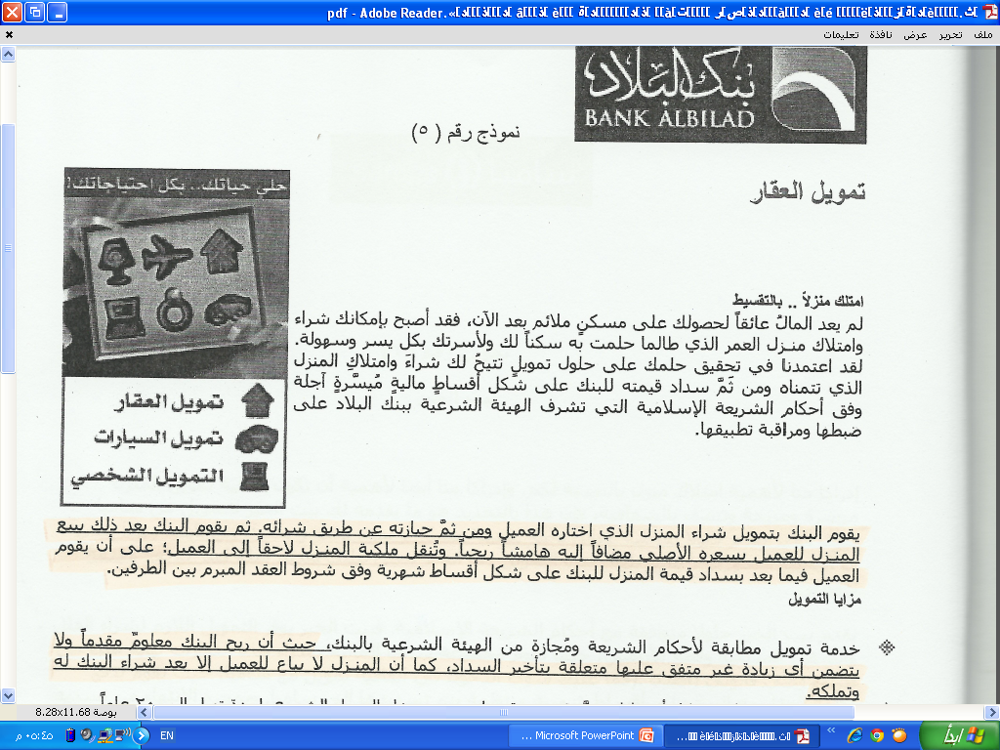 pdf - Adobe Reader.
ملف تحرير عرض نافذة تعليمات
بنك البلاد
BANK ALBILAD
نموذج رقم ( ٥ )
حلي حياتك.. بكل احتياجاتك!
تمويل العقار
امتلك منزلاً .. بالتقسيط
لم يعد المالُ عائقاً لحصولك على مسكنٍ ملائم بعد الآن، فقد أصبح بإمكانك شراء
وامتلاك منـزل العمر الذي طالما حلمت به سكناً لك ولأسرتك بكل يسر وسهولة.
لقد اعتمدنا في تحقيق حلمك على حلول تمويلٍ تتيحُ لك شراءَ وامتلاكَ المنزل
الذي تتمناه ومن ثَمَّ سداد قيمته للبنك على شكل أقساطٍ ماليةٍ مُيسَّرةٍ آجلة
وفق أحكام الشريعة الإسلامية التي تشرف الهيئة الشرعية ببنك البلاد على
ضبطها ومراقبة تطبيقها.
تمويل العقار
تمويل السيارات
التمويل الشخصي
يقوم البنك بتمويل شراء المنزل الذي اختاره العميل ومن ثمَّ حيازته عن طريق شرائه. ثم يقوم البنك بعد ذلك ببيع
المنـزل للعميل بسعره الأصلي مضافاً إليه هامشاً ربحياً. وتُنقل ملكية المنـزل لاحقاً إلى العميل؛ على أن يقوم
العميل فيما بعد بسداد قيمة المنزل للبنك على شكل أقساط شهرية وفق شروط العقد المبرم بين الطرفين.
مزايا التمويل
خدمة تمويل مطابقة لأحكام الشريعة ومُجازة من الهيئة الشرعية بالبنك، حيث أن ربح البنك معلومٌ مقدماً ولا
يتضمن أي زيادة غير متفق عليها متعلقة بتأخير السداد، كما أن المنـزل لا يباع للعميل إلا بعد شراء البنك له
وتملكه.
8.28x11.68 بوصة
ابدأ
Microsoft PowerPoint ...
EN
٠٥:٤٥ م